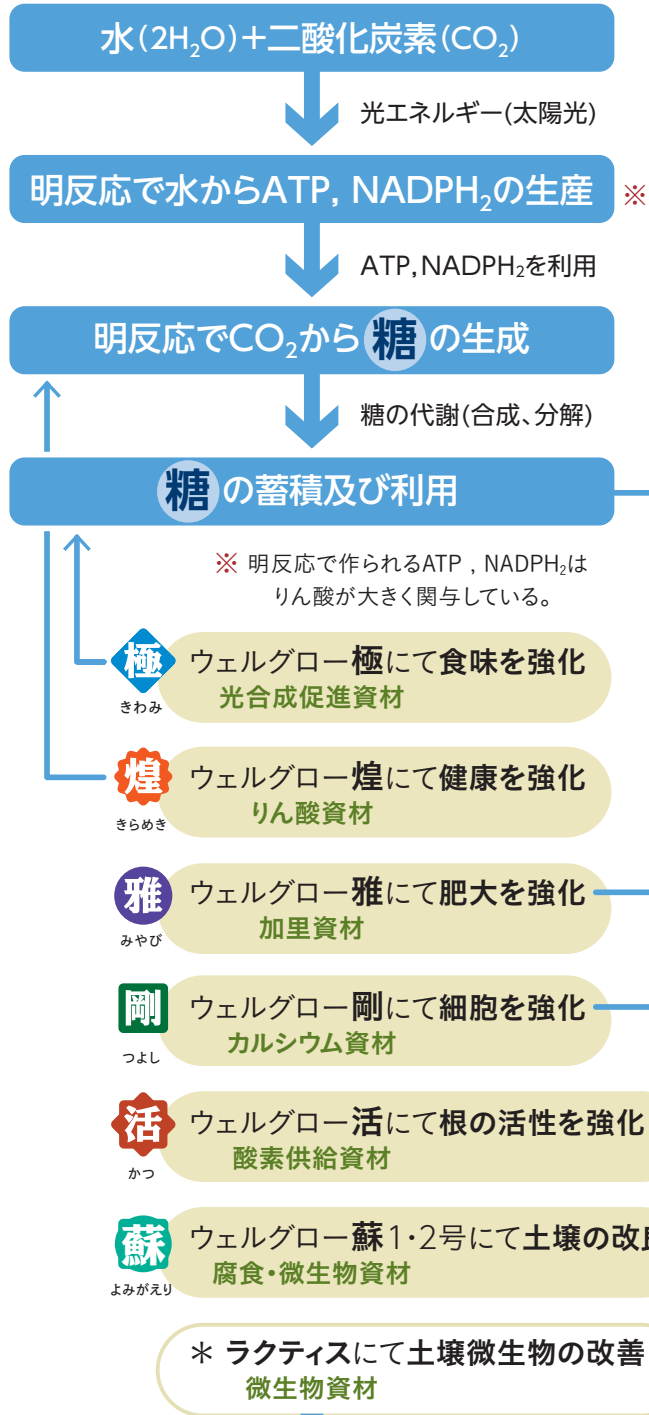 水(2H₂O)+二酸化炭素(CO₂)
光エネルギー(太陽光)
明反応で水からATP, NADPH₂の生産 ※
ATP,NADPH₂を利用
明反応でCO₂から糖の生成
糖の代謝(合成、分解)
糖の蓄積及び利用
※ 明反応で作られるATP , NADPH₂は
りん酸が大きく関与している。
極 ウェルグロー極にて食味を強化
きわみ 光合成促進資材
煌 ウェルグロー煌にて健康を強化
きらめき りん酸資材
雅 ウェルグロー雅にて肥大を強化
みやび 加里資材
剛 ウェルグロー剛にて細胞を強化
つよし カルシウム資材
活 ウェルグロー活にて根の活性を強化
かつ 酸素供給資材
蘇 ウェルグロー蘇1・2号にて土壌の改良
よみがえり 腐食・微生物資材
＊ ラクティスにて土壌微生物の改善
微生物資材